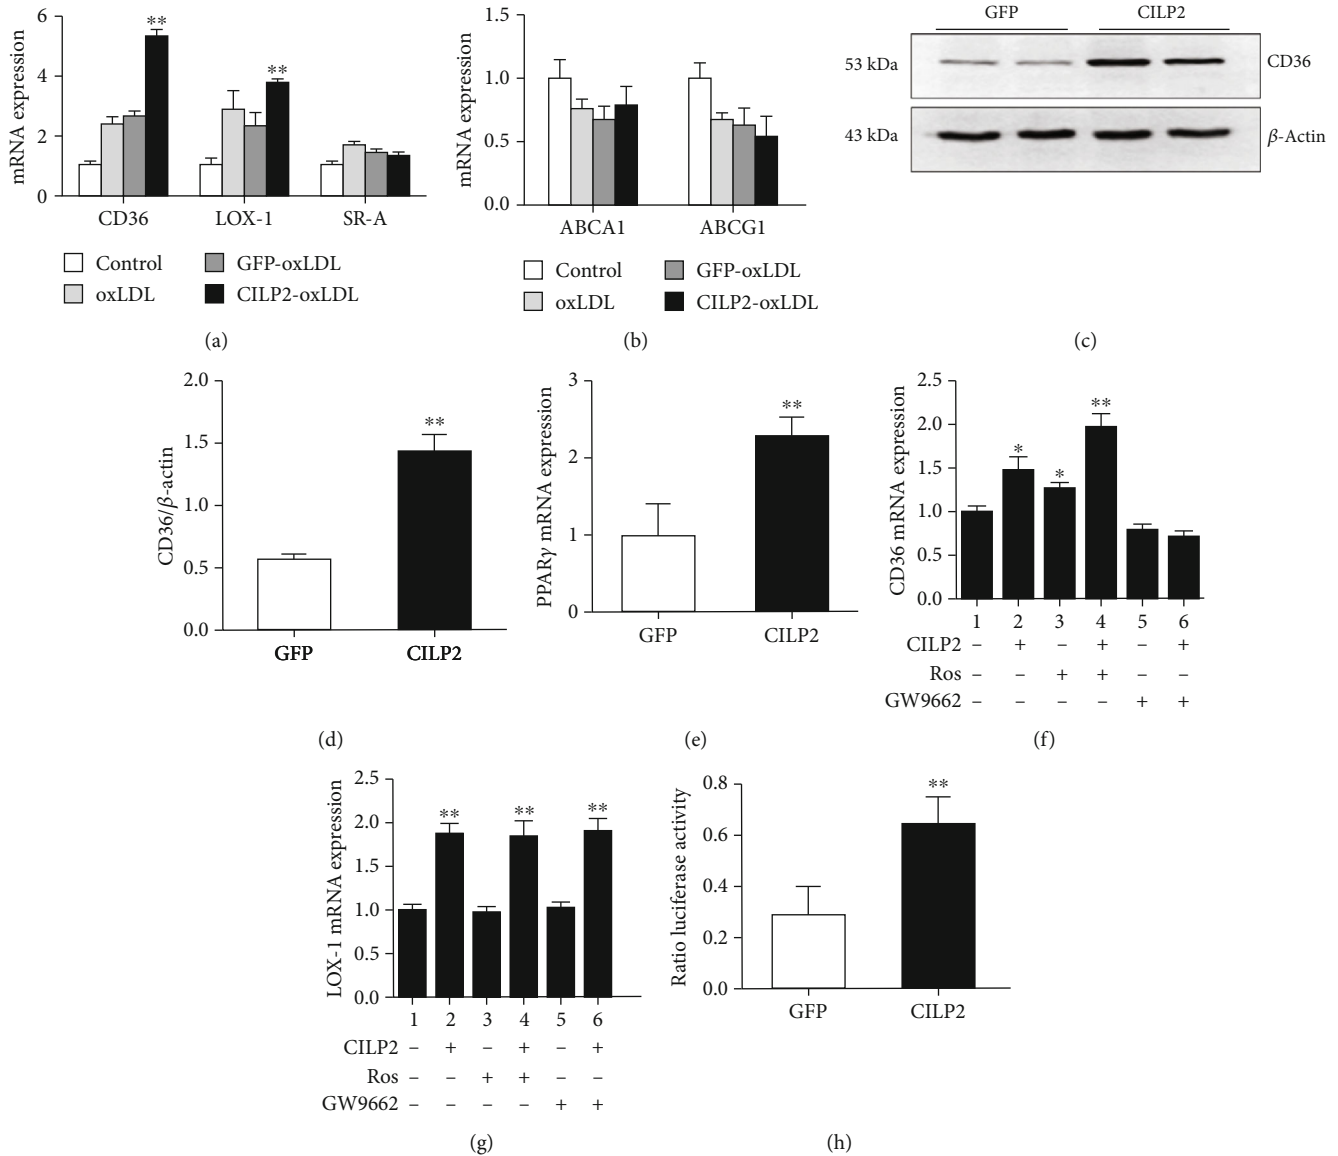 mRNA expression
6
4
2
0
**
**
CD36 LOX-1 SR-A
Control GFP-oxLDL
oxLDL CILP2-oxLDL
(a)
mRNA expression
1.5
1.0
0.5
0.0
ABCA1 ABCG1
Control GFP-oxLDL
oxLDL CILP2-oxLDL
(b)
GFP CILP2
53 kDa CD36
43 kDa β-Actin
(c)
CD36/β-actin
2.0
1.5
1.0
0.5
0.0
**
GFP CILP2
(d)
PPARγ mRNA expression
3
2
1
0
**
GFP CILP2
(e)
CD36 mRNA expression
2.5
2.0
1.5
1.0
0.5
0.0
* * **
1 2 3 4 5 6
CILP2 – + – + – +
Ros – – + + – –
GW9662 – – – – + +
(f)
LOX-1 mRNA expression
2.5
2.0
1.5
1.0
0.5
0.0
** ** **
1 2 3 4 5 6
CILP2 – + – + – +
Ros – – + + – –
GW9662 – – – – + +
(g)
Ratio luciferase activity
0.8
0.6
0.4
0.2
0.0
**
GFP CILP2
(h)